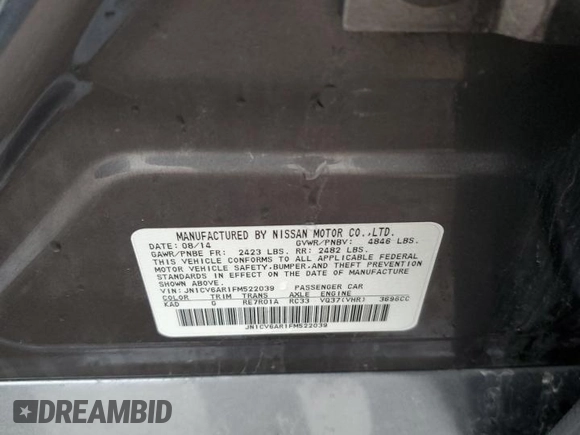 MANUFACTURED BY NISSAN MOTOR CO.,LTD.
DATE: 08/14 GVWR/PNBV: 4846 LBS.
GAWR/PNBE FR: 2423 LBS. RR: 2482 LBS.
THIS VEHICLE CONFORMS TO ALL APPLICABLE FEDERAL
MOTOR VEHICLE SAFETY,BUMPER,AND THEFT PREVENTION
STANDARDS IN EFFECT ON THE DATE OF MANUFACTURE
SHOWN ABOVE.
VIN: JN1CV6AR1FM522039 PASSENGER CAR
COLOR TRIM TRANS AXLE ENGINE
KAD G RE7R01A RC33 VQ37(VHR) 3696CC
JN1CV6AR1FM522039
DREAMBID